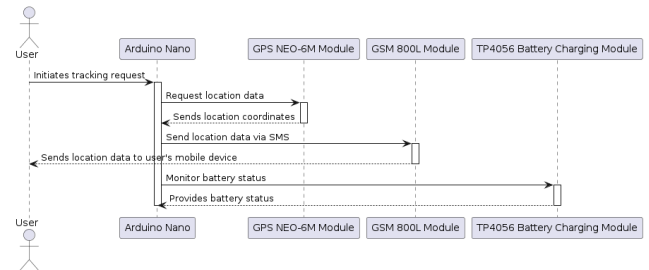 User
Arduino Nano
GPS NEO-6M Module
GSM 800L Module
TP4056 Battery Charging Module
Initiates tracking request
Request location data
Sends location coordinates
Send location data via SMS
Sends location data to user's mobile device
Monitor battery status
Provides battery status
User
Arduino Nano
GPS NEO-6M Module
GSM 800L Module
TP4056 Battery Charging Module